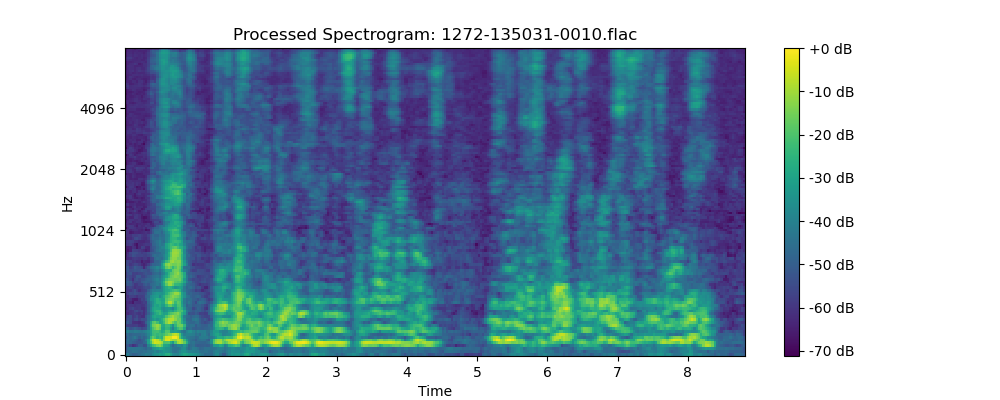 Processed Spectrogram: 1272-135031-0010.flac
Hz
4096
2048
1024
512
0
0 1 2 3 4 5 6 7 8
Time
+0 dB
-10 dB
-20 dB
-30 dB
-40 dB
-50 dB
-60 dB
-70 dB